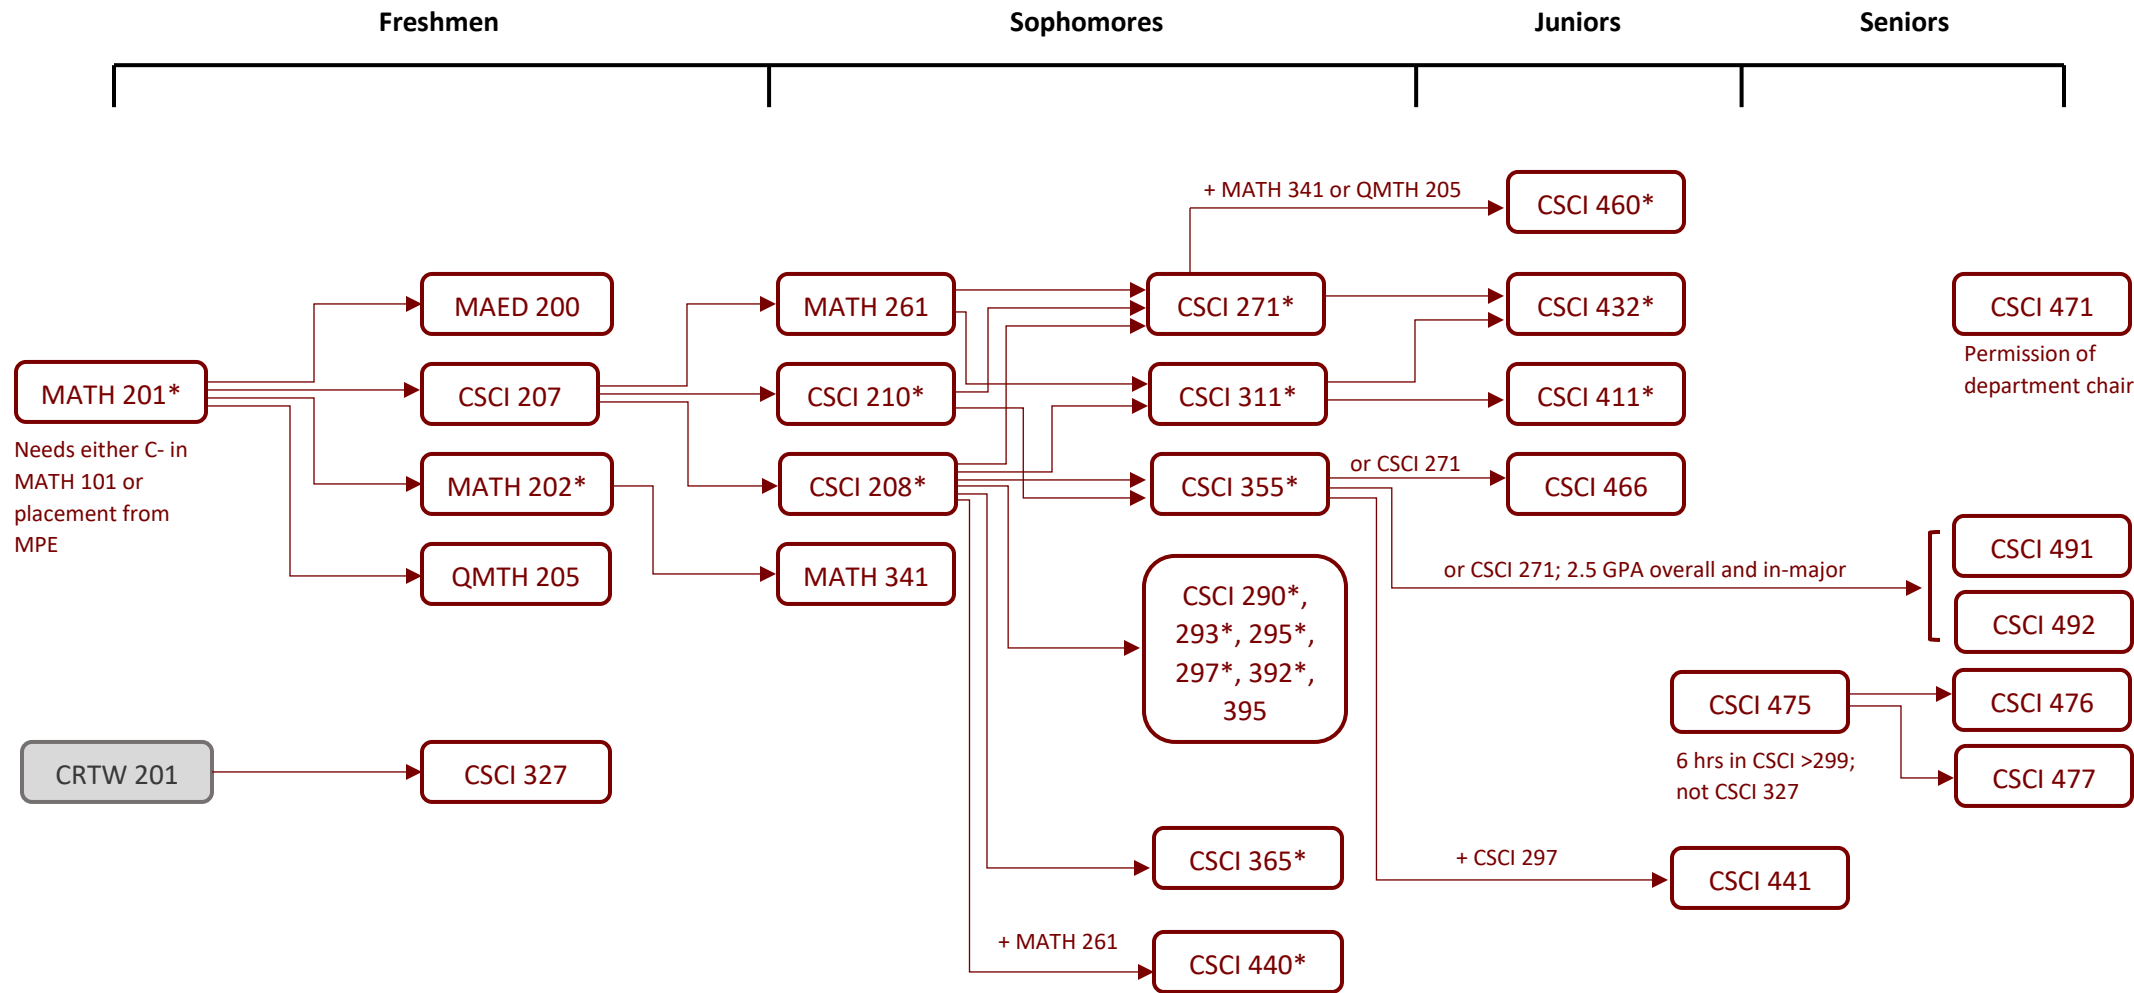 Freshmen
Sophomores
Juniors
Seniors
+ MATH 341 or QMTH 205
CSCI 460*
MAED 200
MATH 261
CSCI 271*
CSCI 432*
CSCI 471
Permission of
department chair
MATH 201*
Needs either C- in
MATH 101 or
placement from
MPE
CSCI 207
CSCI 210*
CSCI 311*
CSCI 411*
MATH 202*
CSCI 208*
CSCI 355*
or CSCI 271
CSCI 466
QMTH 205
MATH 341
CSCI 290*,
293*, 295*,
297*, 392*,
395
or CSCI 271; 2.5 GPA overall and in-major
CSCI 491
CSCI 492
CSCI 475
6 hrs in CSCI >299;
not CSCI 327
CSCI 476
CSCI 477
CRTW 201
CSCI 327
CSCI 365*
+ CSCI 297
CSCI 441
+ MATH 261
CSCI 440*